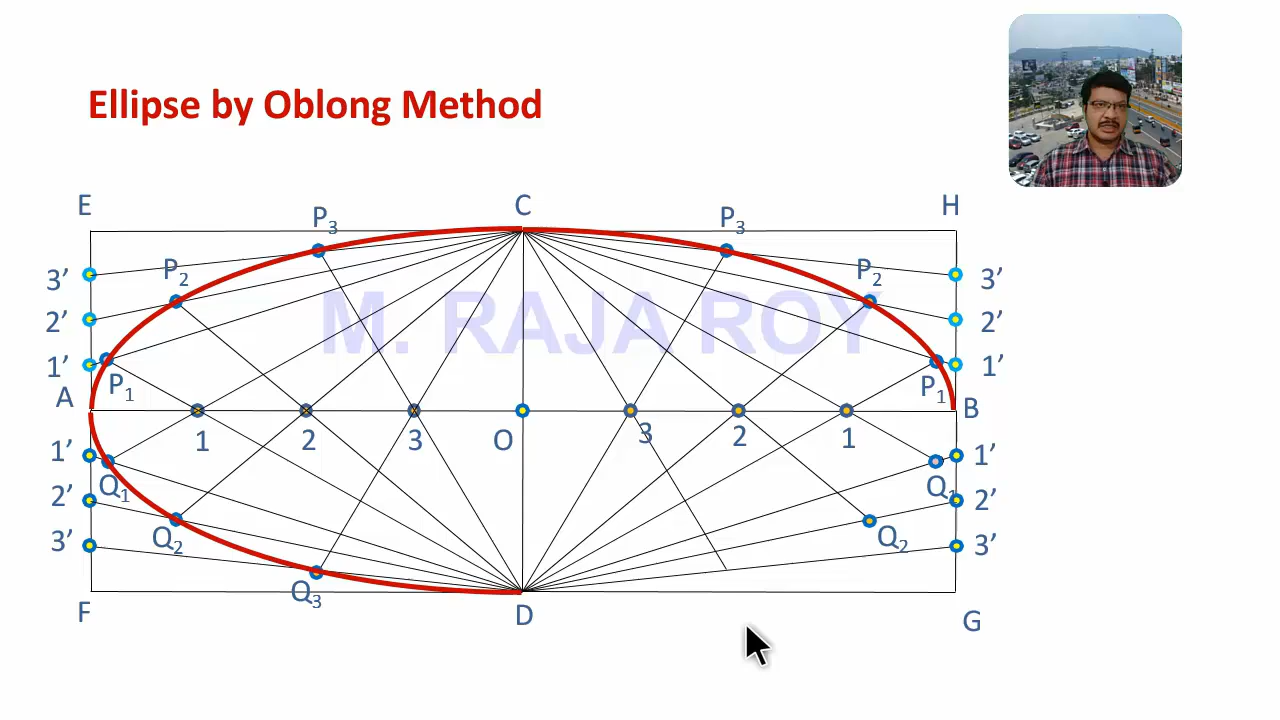 Ellipse by Oblong Method
E C H
P3 P3
P2 P2
3’ 3’
2’ M. RAJA ROY 2’
1’ 1’
P1 P1
A B
1 2 3 O 3 2 1
1’ 1’
Q1 Q1
2’ 2’
Q2 Q2
3’ 3’
Q3
F D G